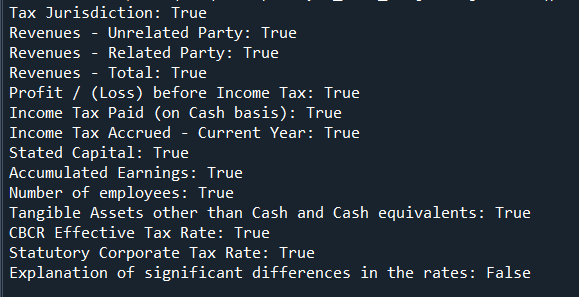 Tax Jurisdiction: True
Revenues - Unrelated Party: True
Revenues - Related Party: True
Revenues - Total: True
Profit / (Loss) before Income Tax: True
Income Tax Paid (on Cash basis): True
Income Tax Accrued - Current Year: True
Stated Capital: True
Accumulated Earnings: True
Number of employees: True
Tangible Assets other than Cash and Cash equivalents: True
CBCR Effective Tax Rate: True
Statutory Corporate Tax Rate: True
Explanation of significant differences in the rates: False